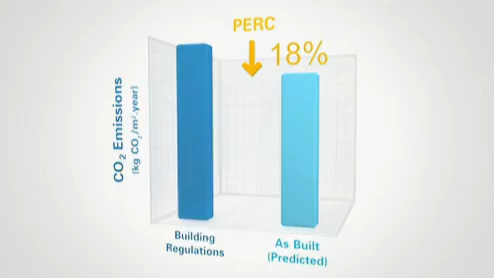 PERC
18%
CO₂ Emissions
(kg CO₂/m².year)
Building
Regulations
As Built
(Predicted)